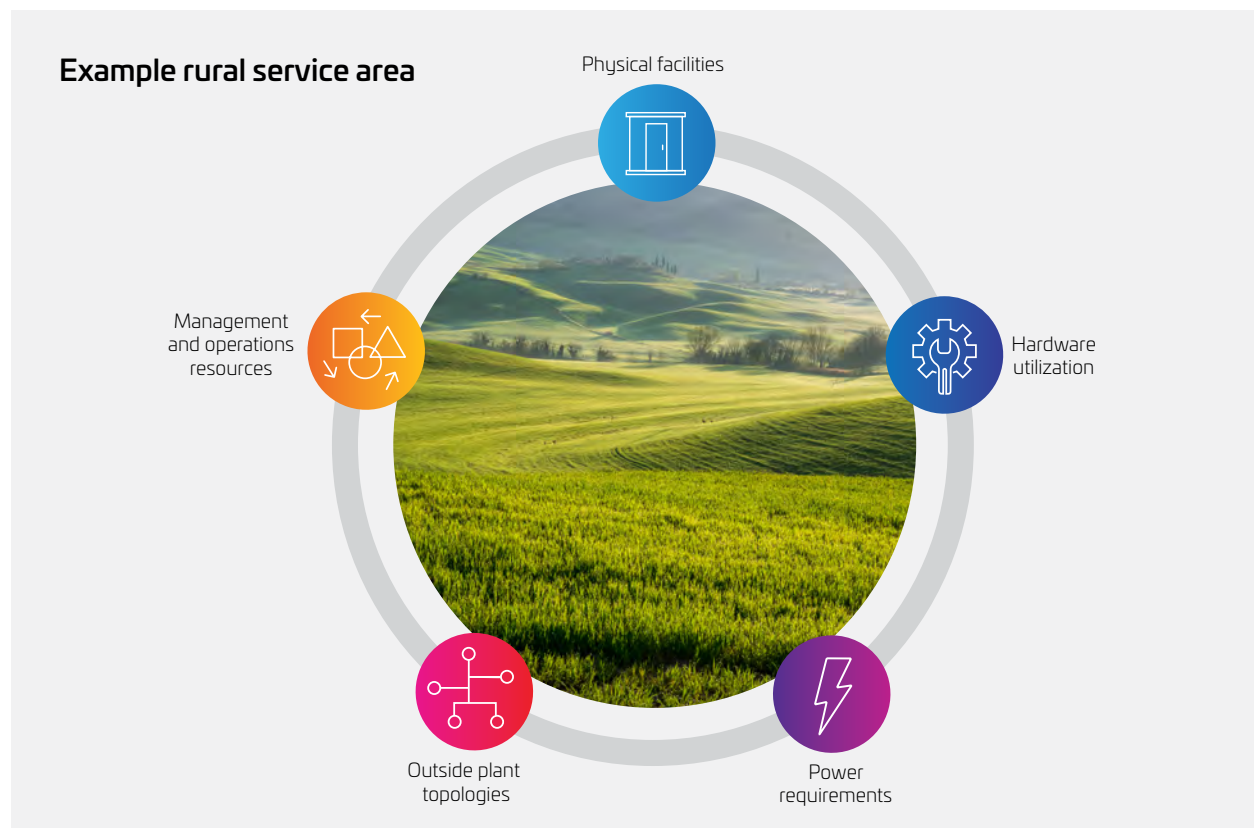 Example rural service area
Physical facilities
Hardware
utilization
Power
requirements
Outside plant
topologies
Management
and operations
resources